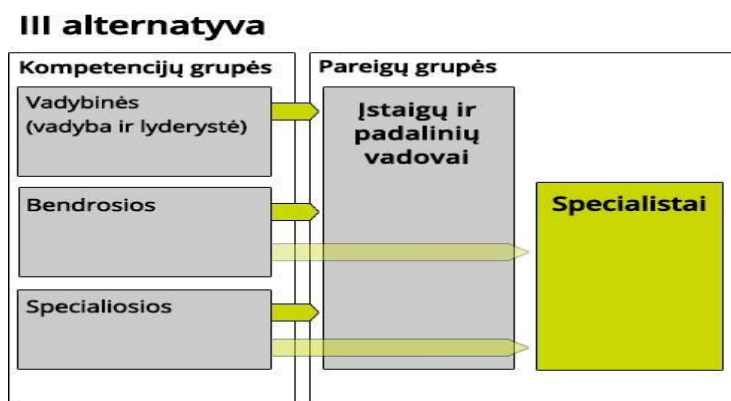 III alternatyva
Kompetencijų grupės
Pareigų grupės
Vadybinės
(vadyba ir lyderystė)
Įstaigų ir
padalinių
vadovai
Bendrosios
Specialistai
Specialiosios